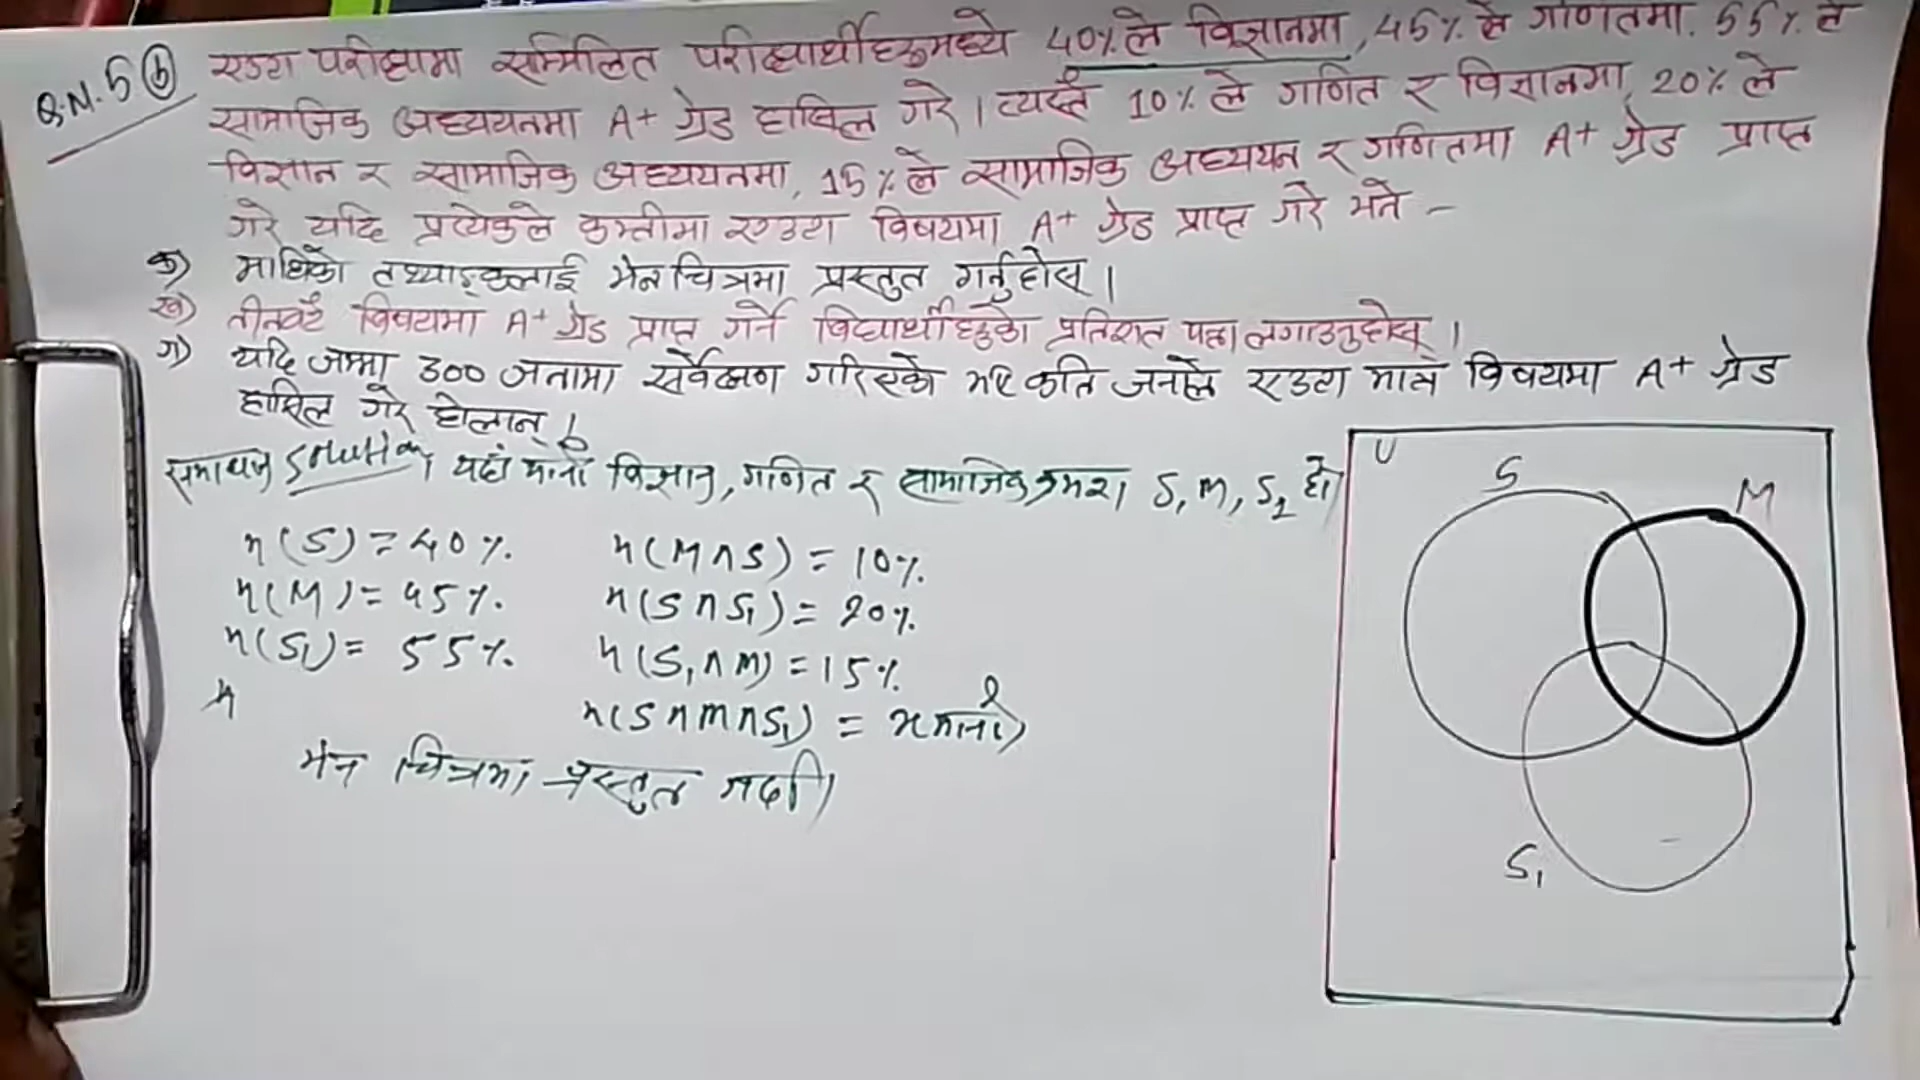 Q.N. 5 (b) एउटा परीक्षामा सम्मिलित परीक्षार्थीहरूमध्ये 40% ले विज्ञानमा, 45% ले गणितमा, 55% ले
सामाजिक अध्ययनमा A+ ग्रेड हासिल गरे । त्यस्तै 10% ले गणित र विज्ञानमा, 20% ले
विज्ञान र सामाजिक अध्ययनमा, 15% ले सामाजिक अध्ययन र गणितमा A+ ग्रेड प्राप्त
गरे यदि प्रत्येकले कम्तीमा एउटा विषयमा A+ ग्रेड प्राप्त गरे भने -
क) माथिको तथ्याङ्कलाई भेनचित्रमा प्रस्तुत गर्नुहोस् ।
ख) तीनवटै विषयमा A+ ग्रेड प्राप्त गर्ने विद्यार्थीहरुको प्रतिशत पत्ता लगाउनुहोस् ।
ग) यदि जम्मा 300 जनामा सर्वेक्षण गरिएको भए कति जनाले एउटा मात्र विषयमा A+ ग्रेड
हासिल गरे होलान् ।
समाधान Solution, यहाँ मानौं विज्ञान, गणित र सामाजिक क्रमशः S, M, S1 हो
n(S) = 40%. n(M∩S) = 10%.
n(M) = 45%. n(S∩S1) = 20%.
n(S1) = 55%. n(S1∩M) = 15%.
n
n(S∩M∩S1) = x मानौं
भेन चित्रमा प्रस्तुत गर्दा
U
S
M
S1